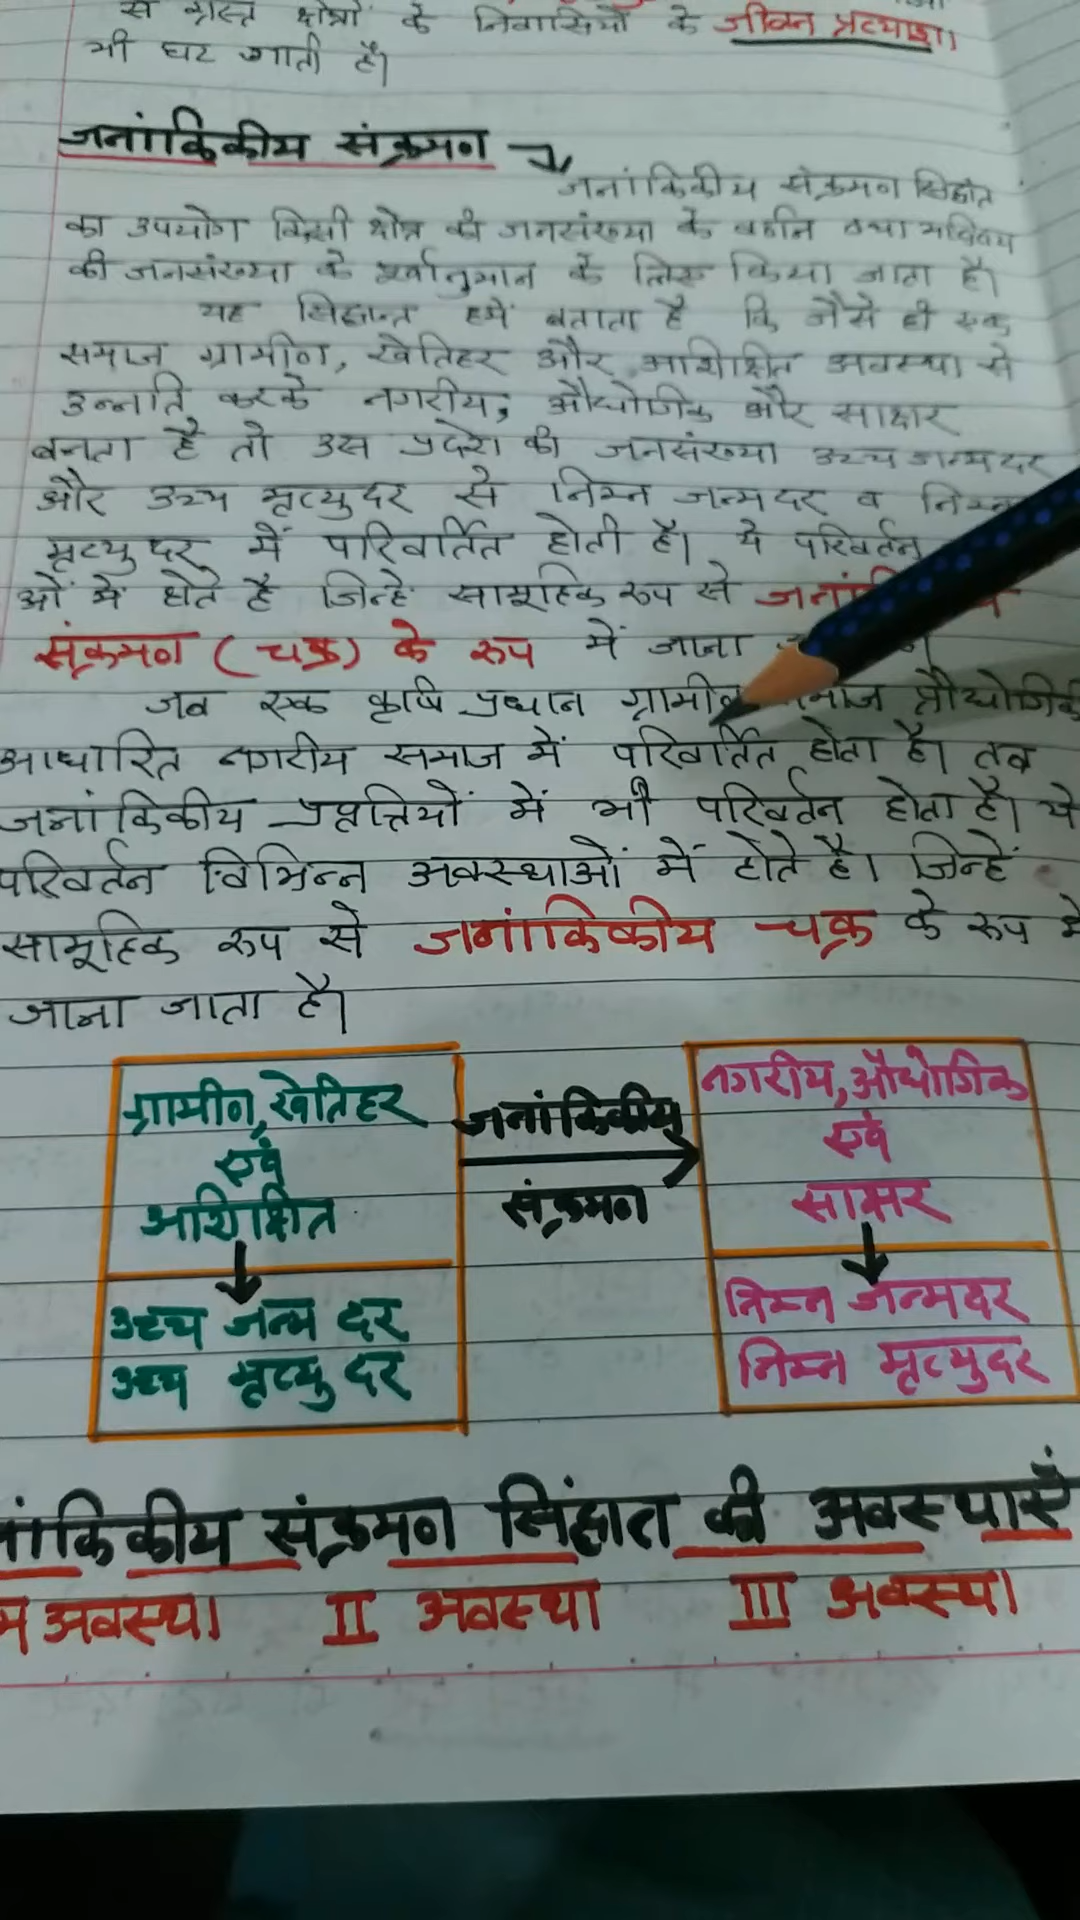 से ग्रस्त क्षेत्रों के निवासियों के जीवन प्रत्याशा
भी घट जाती है।
जनांकिकीय संक्रमण →
जनांकिकीय संक्रमण सिद्धांत
का उपयोग किसी क्षेत्र की जनसंख्या के वर्णन तथा भविष्य
की जनसंख्या के पूर्वानुमान के लिए किया जाता है।
यह सिद्धान्त हमें बताता है कि जैसे ही एक
समाज ग्रामीण, खेतिहर और अशिक्षित अवस्था से
उन्नति करके नगरीय, औद्योगिक और साक्षर
बनता है तो उस प्रदेश की जनसंख्या उच्च जन्मदर
और उच्च मृत्युदर से निम्न जन्मदर व निम्न
मृत्युदर में परिवर्तित होती है। ये परिवर्तन
ओं में होते है जिन्हे सामूहिक रूप से
संक्रमण (चक्र) के रूप में जाना
जब एक कृषि प्रधान ग्रामीण समाज प्रौद्योगिकी
आधारित नगरीय समाज में परिवर्तित होता है। तब
जनांकिकीय प्रवृत्तियों में भी परिवर्तन होता है। ये
परिवर्तन विभिन्न अवस्थाओं में होते है। जिन्हें
सामूहिक रूप से जनांकिकीय चक्र के रूप में
जाना जाता है।
ग्रामीण, खेतिहर
एवं
अशिक्षित
उच्च जन्म दर
उच्च मृत्यु दर
जनांकिकीय
संक्रमण
नगरीय, औद्योगिक
एवं
साक्षर
निम्न जन्मदर
निम्न मृत्युदर
नांकिकीय संक्रमण सिंद्धात की अवस्थाएँ
म अवस्था II अवस्था III अवस्था